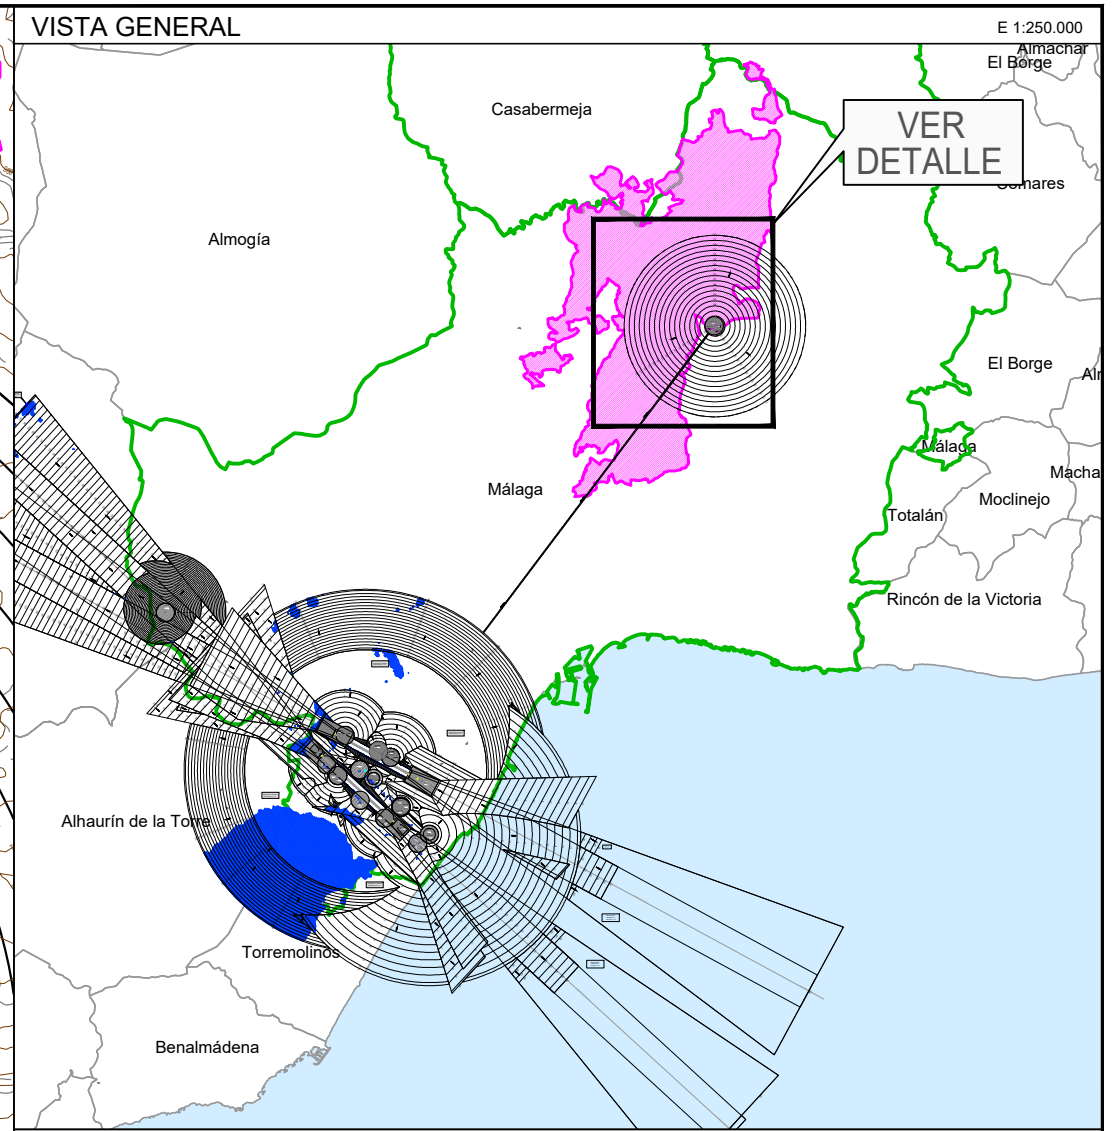 VISTA GENERAL
E 1:250.000
Almachar
El Borge
Casabermeja
VER
DETALLE
Comares
Almogía
El Borge
Málaga
Macha
Málaga
Moclinejo
Totalán
Rincón de la Victoria
Alhaurín de la Torre
Torremolinos
Benalmádena